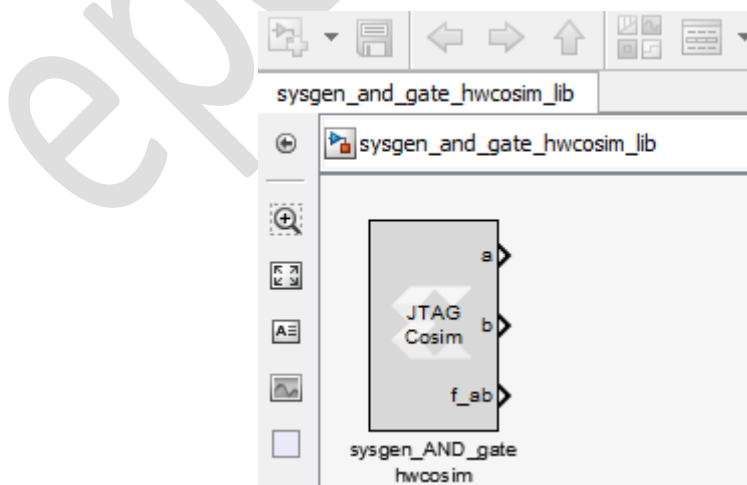 sysgen_and_gate_hwcosim_lib
sysgen_and_gate_hwcosim_lib
a
JTAG
Cosim
b
f_ab
sysgen_AND_gate
hwcosim